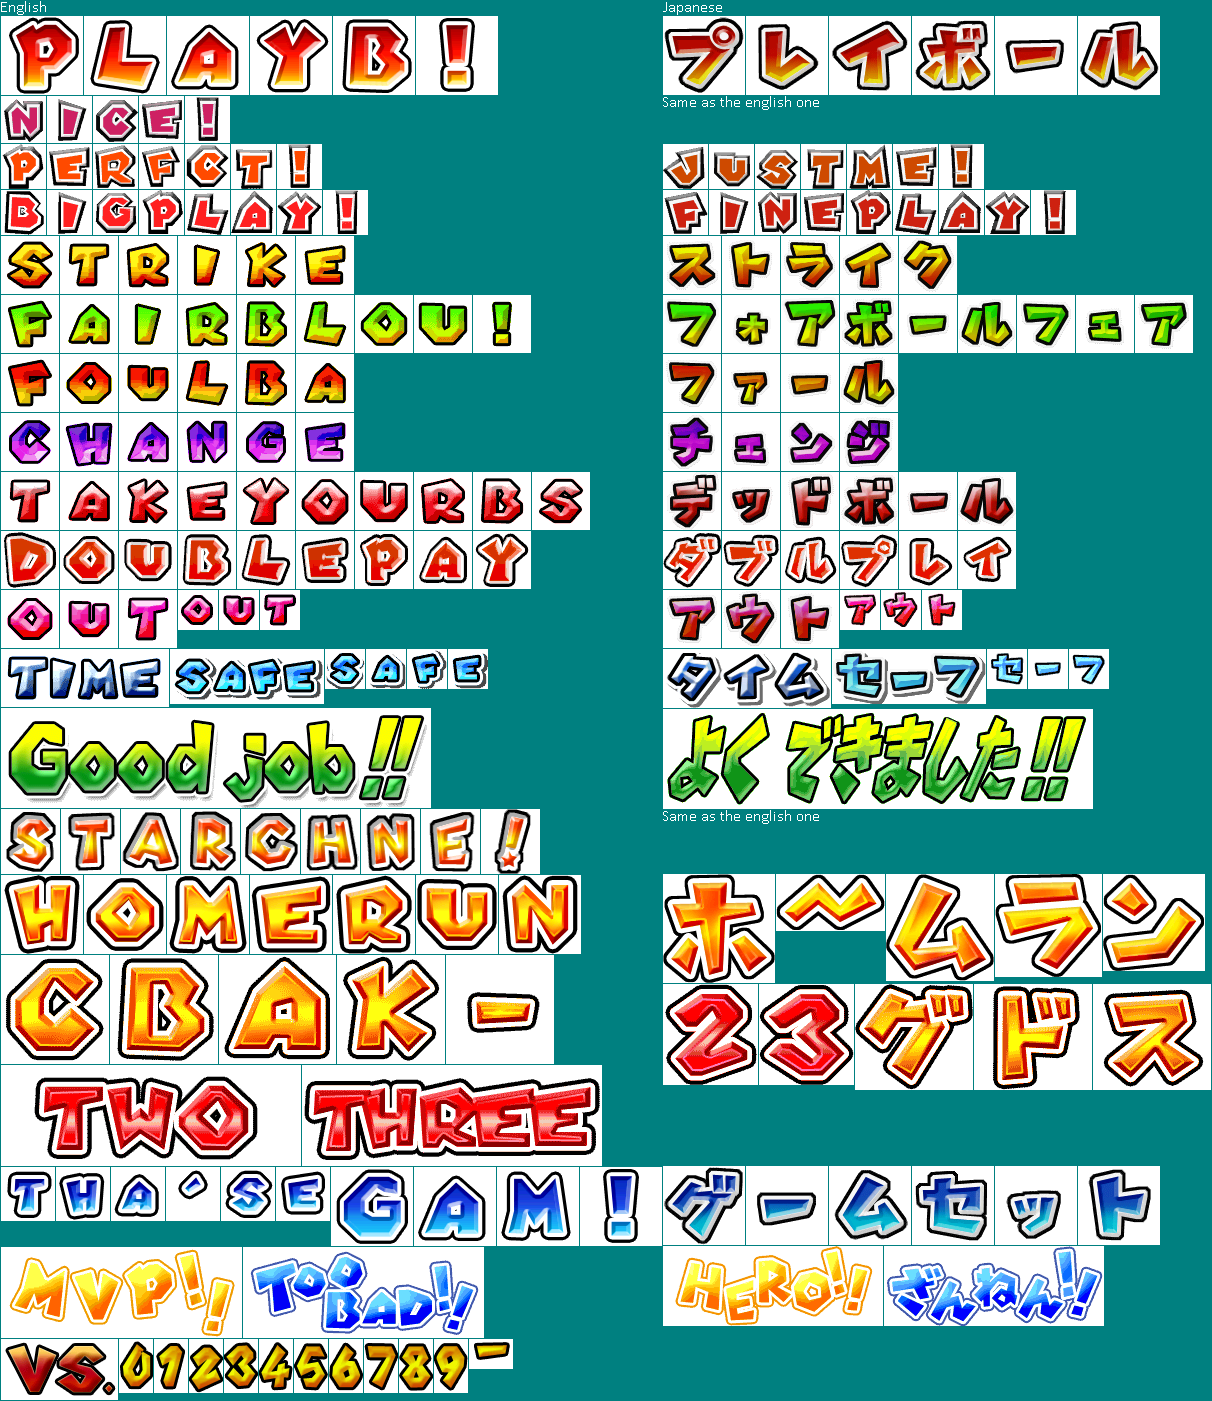 English Japanese
PLAYB! プレイボール
NICE! Same as the english one
PERFCT! JUSTME!
BIGPLAY! FINEPLAY!
STRIKE ストライク
FAIRBLOU! フォアボールフェア
FOULBA ファール
CHANGE チェンジ
TAKEYOURBS デッドボール
DOUBLEPAY ダブルプレイ
OUT OUT アウト アウト
TIME SAFE SAFE タイム セーフ セーフ
Good job!! よくできました!!
STARCHNE! Same as the english one
HOMERUN ホ〜ムラン
CBAK- 23グドス
TWO THREE
THA'SE GAM! ゲームセット
MVP!! TOO BAD!! HERO!! ざんねん!!
VS. 0123456789-